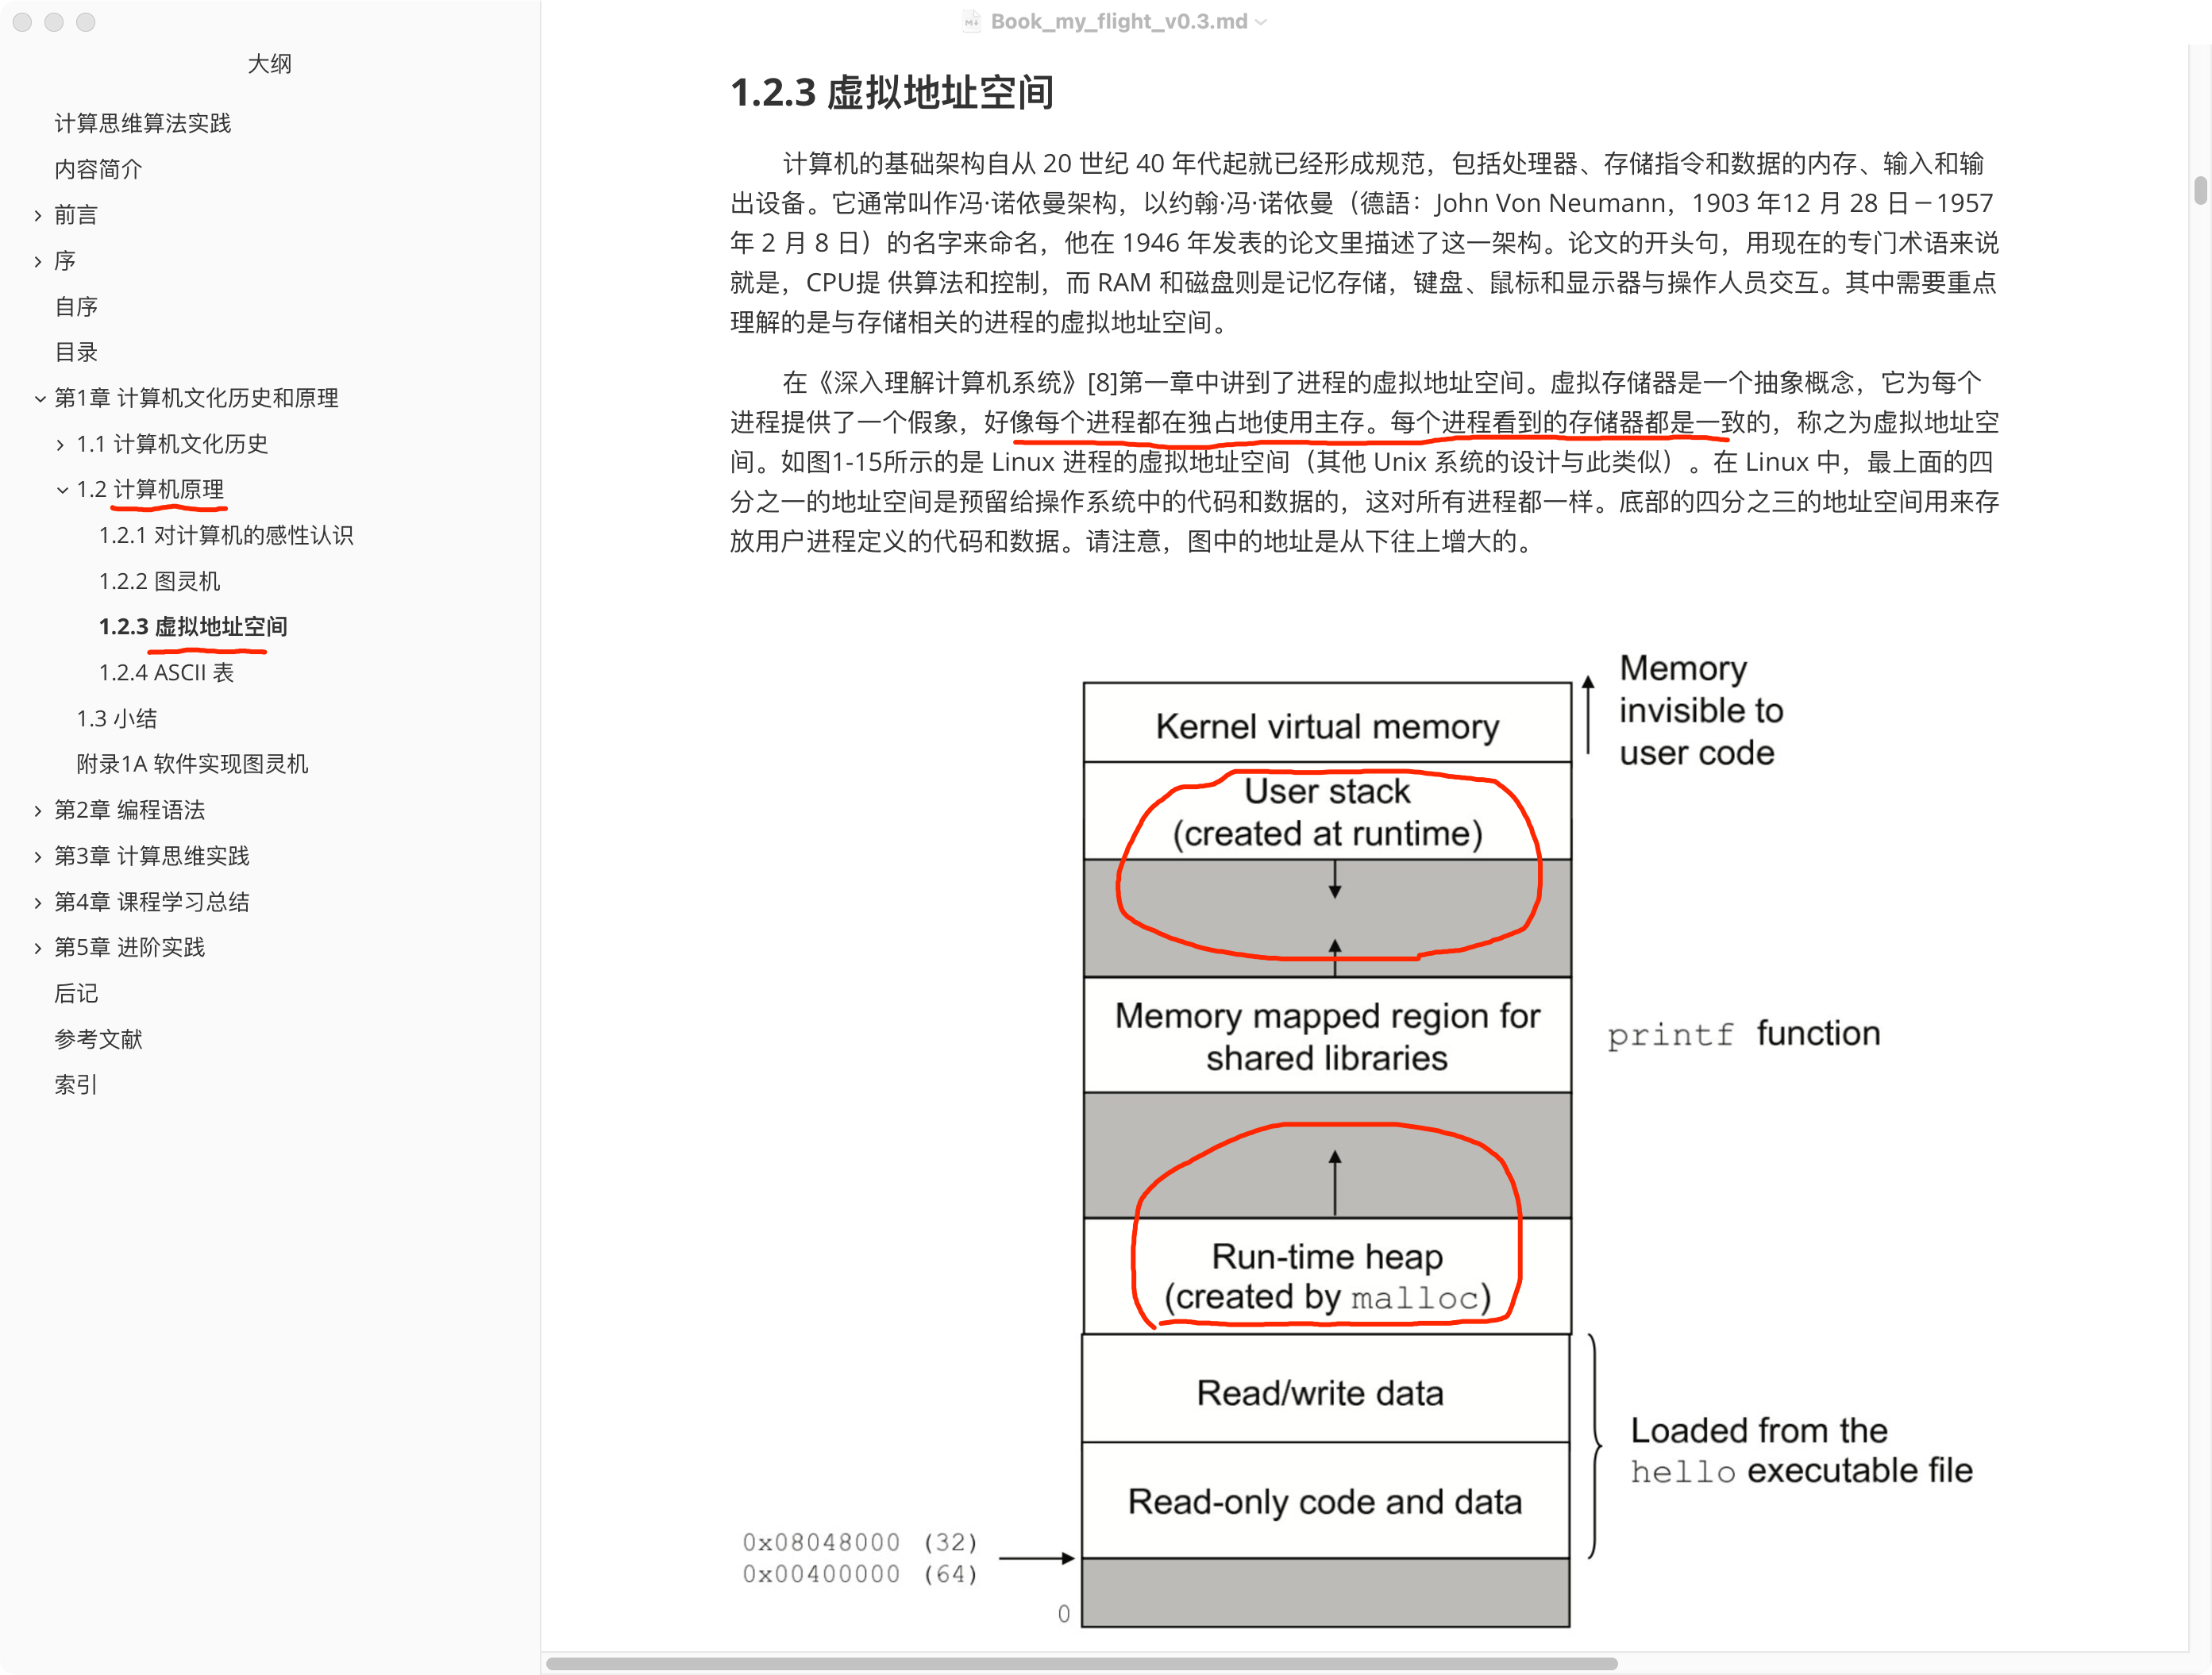 Book_my_flight_v0.3.md
大纲
计算思维算法实践
内容简介
前言
序
自序
目录
第1章 计算机文化历史和原理
1.1 计算机文化历史
1.2 计算机原理
1.2.1 对计算机的感性认识
1.2.2 图灵机
1.2.3 虚拟地址空间
1.2.4 ASCII 表
1.3 小结
附录1A 软件实现图灵机
第2章 编程语法
第3章 计算思维实践
第4章 课程学习总结
第5章 进阶实践
后记
参考文献
索引
1.2.3 虚拟地址空间
计算机的基础架构自从 20 世纪 40 年代起就已经形成规范，包括处理器、存储指令和数据的内存、输入和输
出设备。它通常叫作冯·诺依曼架构，以约翰·冯·诺依曼（德語：John Von Neumann，1903 年12 月 28 日－1957
年 2 月 8 日）的名字来命名，他在 1946 年发表的论文里描述了这一架构。论文的开头句，用现在的专门术语来说
就是，CPU提 供算法和控制，而 RAM 和磁盘则是记忆存储，键盘、鼠标和显示器与操作人员交互。其中需要重点
理解的是与存储相关的进程的虚拟地址空间。
在《深入理解计算机系统》[8]第一章中讲到了进程的虚拟地址空间。虚拟存储器是一个抽象概念，它为每个
进程提供了一个假象，好像每个进程都在独占地使用主存。每个进程看到的存储器都是一致的，称之为虚拟地址空
间。如图1-15所示的是 Linux 进程的虚拟地址空间（其他 Unix 系统的设计与此类似）。在 Linux 中，最上面的四
分之一的地址空间是预留给操作系统中的代码和数据的，这对所有进程都一样。底部的四分之三的地址空间用来存
放用户进程定义的代码和数据。请注意，图中的地址是从下往上增大的。
Memory
invisible to
user code
Kernel virtual memory
User stack
(created at runtime)
Memory mapped region for
shared libraries
printf function
Run-time heap
(created by malloc)
Read/write data
Loaded from the
hello executable file
Read-only code and data
0x08048000 (32)
0x00400000 (64)
0